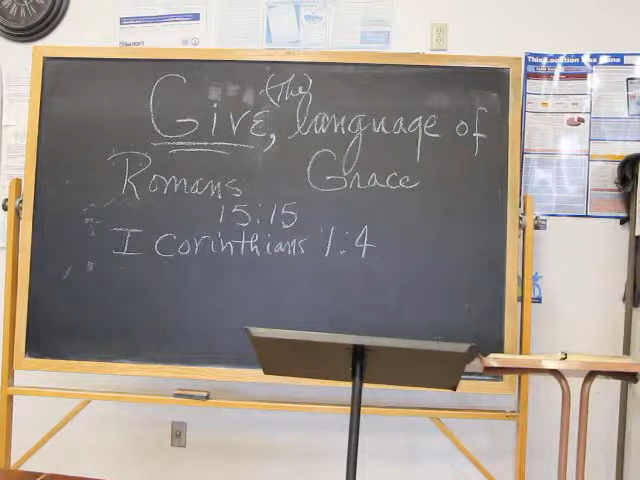 (The)
Give, language of
Romans Grace
15:15
I Corinthians 1:4